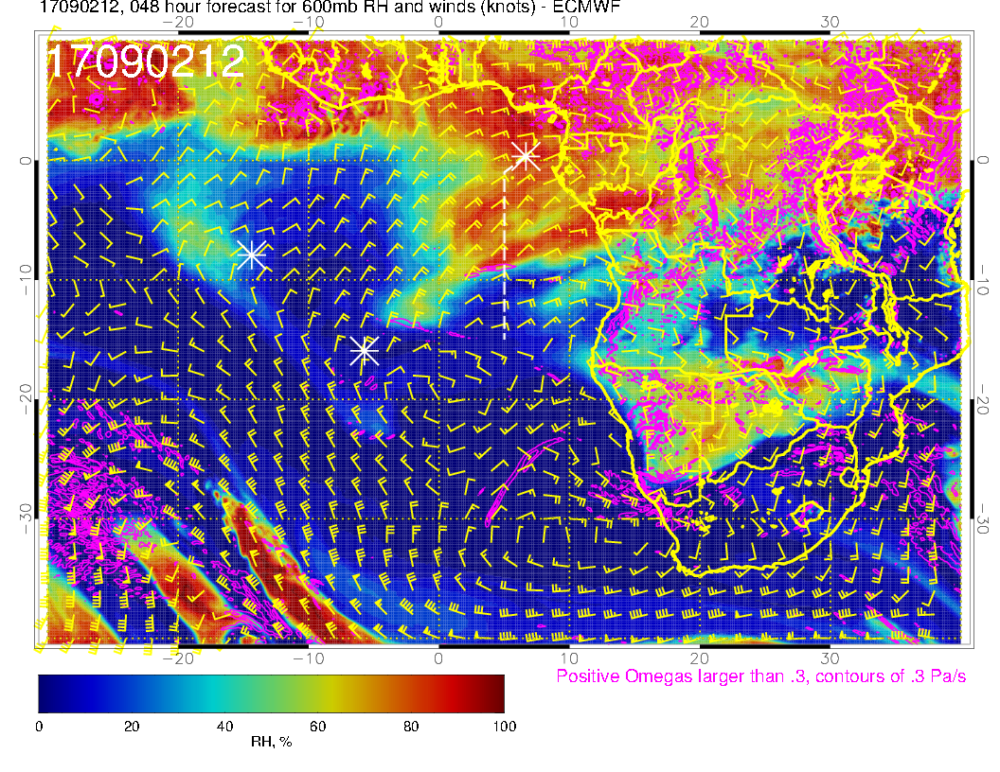 17090212, 048 hour forecast for 600mb RH and winds (knots) - ECMWF
−20 −10 0 10 20 30
17090212
0 0
−10 −10
−20 −20
−30 −30
−20 −10 0 10 20 30
Positive Omegas larger than .3, contours of .3 Pa/s
0 20 40 60 80 100
RH, %